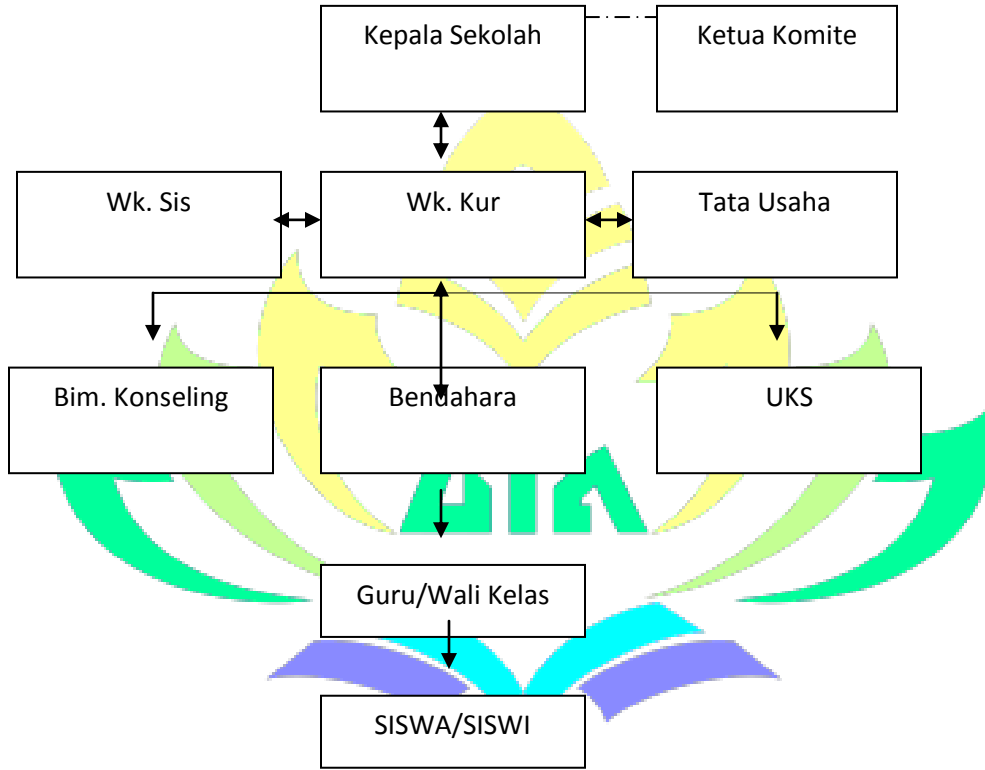 Kepala Sekolah
Ketua Komite
Wk. Sis
Wk. Kur
Tata Usaha
Bim. Konseling
Bendahara
UKS
Guru/Wali Kelas
SISWA/SISWI